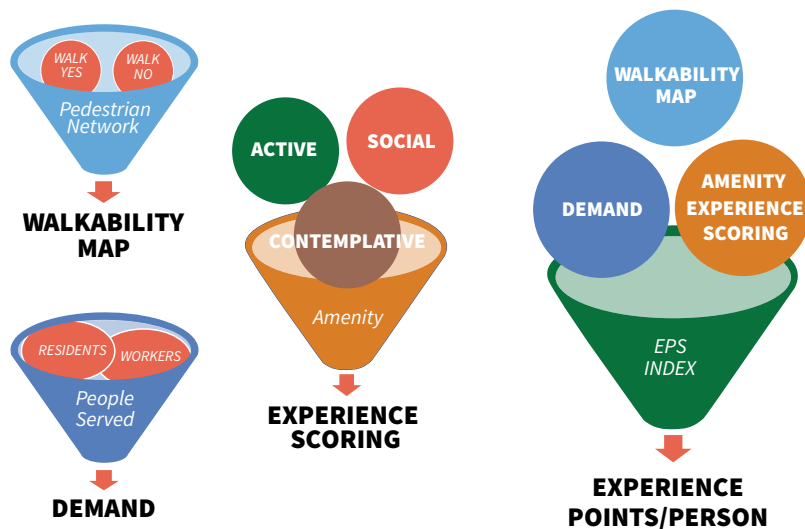 WALK
YES
WALK
NO
Pedestrian
Network
WALKABILITY
MAP
RESIDENTS
WORKERS
People
Served
DEMAND
ACTIVE
SOCIAL
CONTEMPLATIVE
Amenity
EXPERIENCE
SCORING
WALKABILITY
MAP
DEMAND
AMENITY
EXPERIENCE
SCORING
EPS
INDEX
EXPERIENCE
POINTS/PERSON